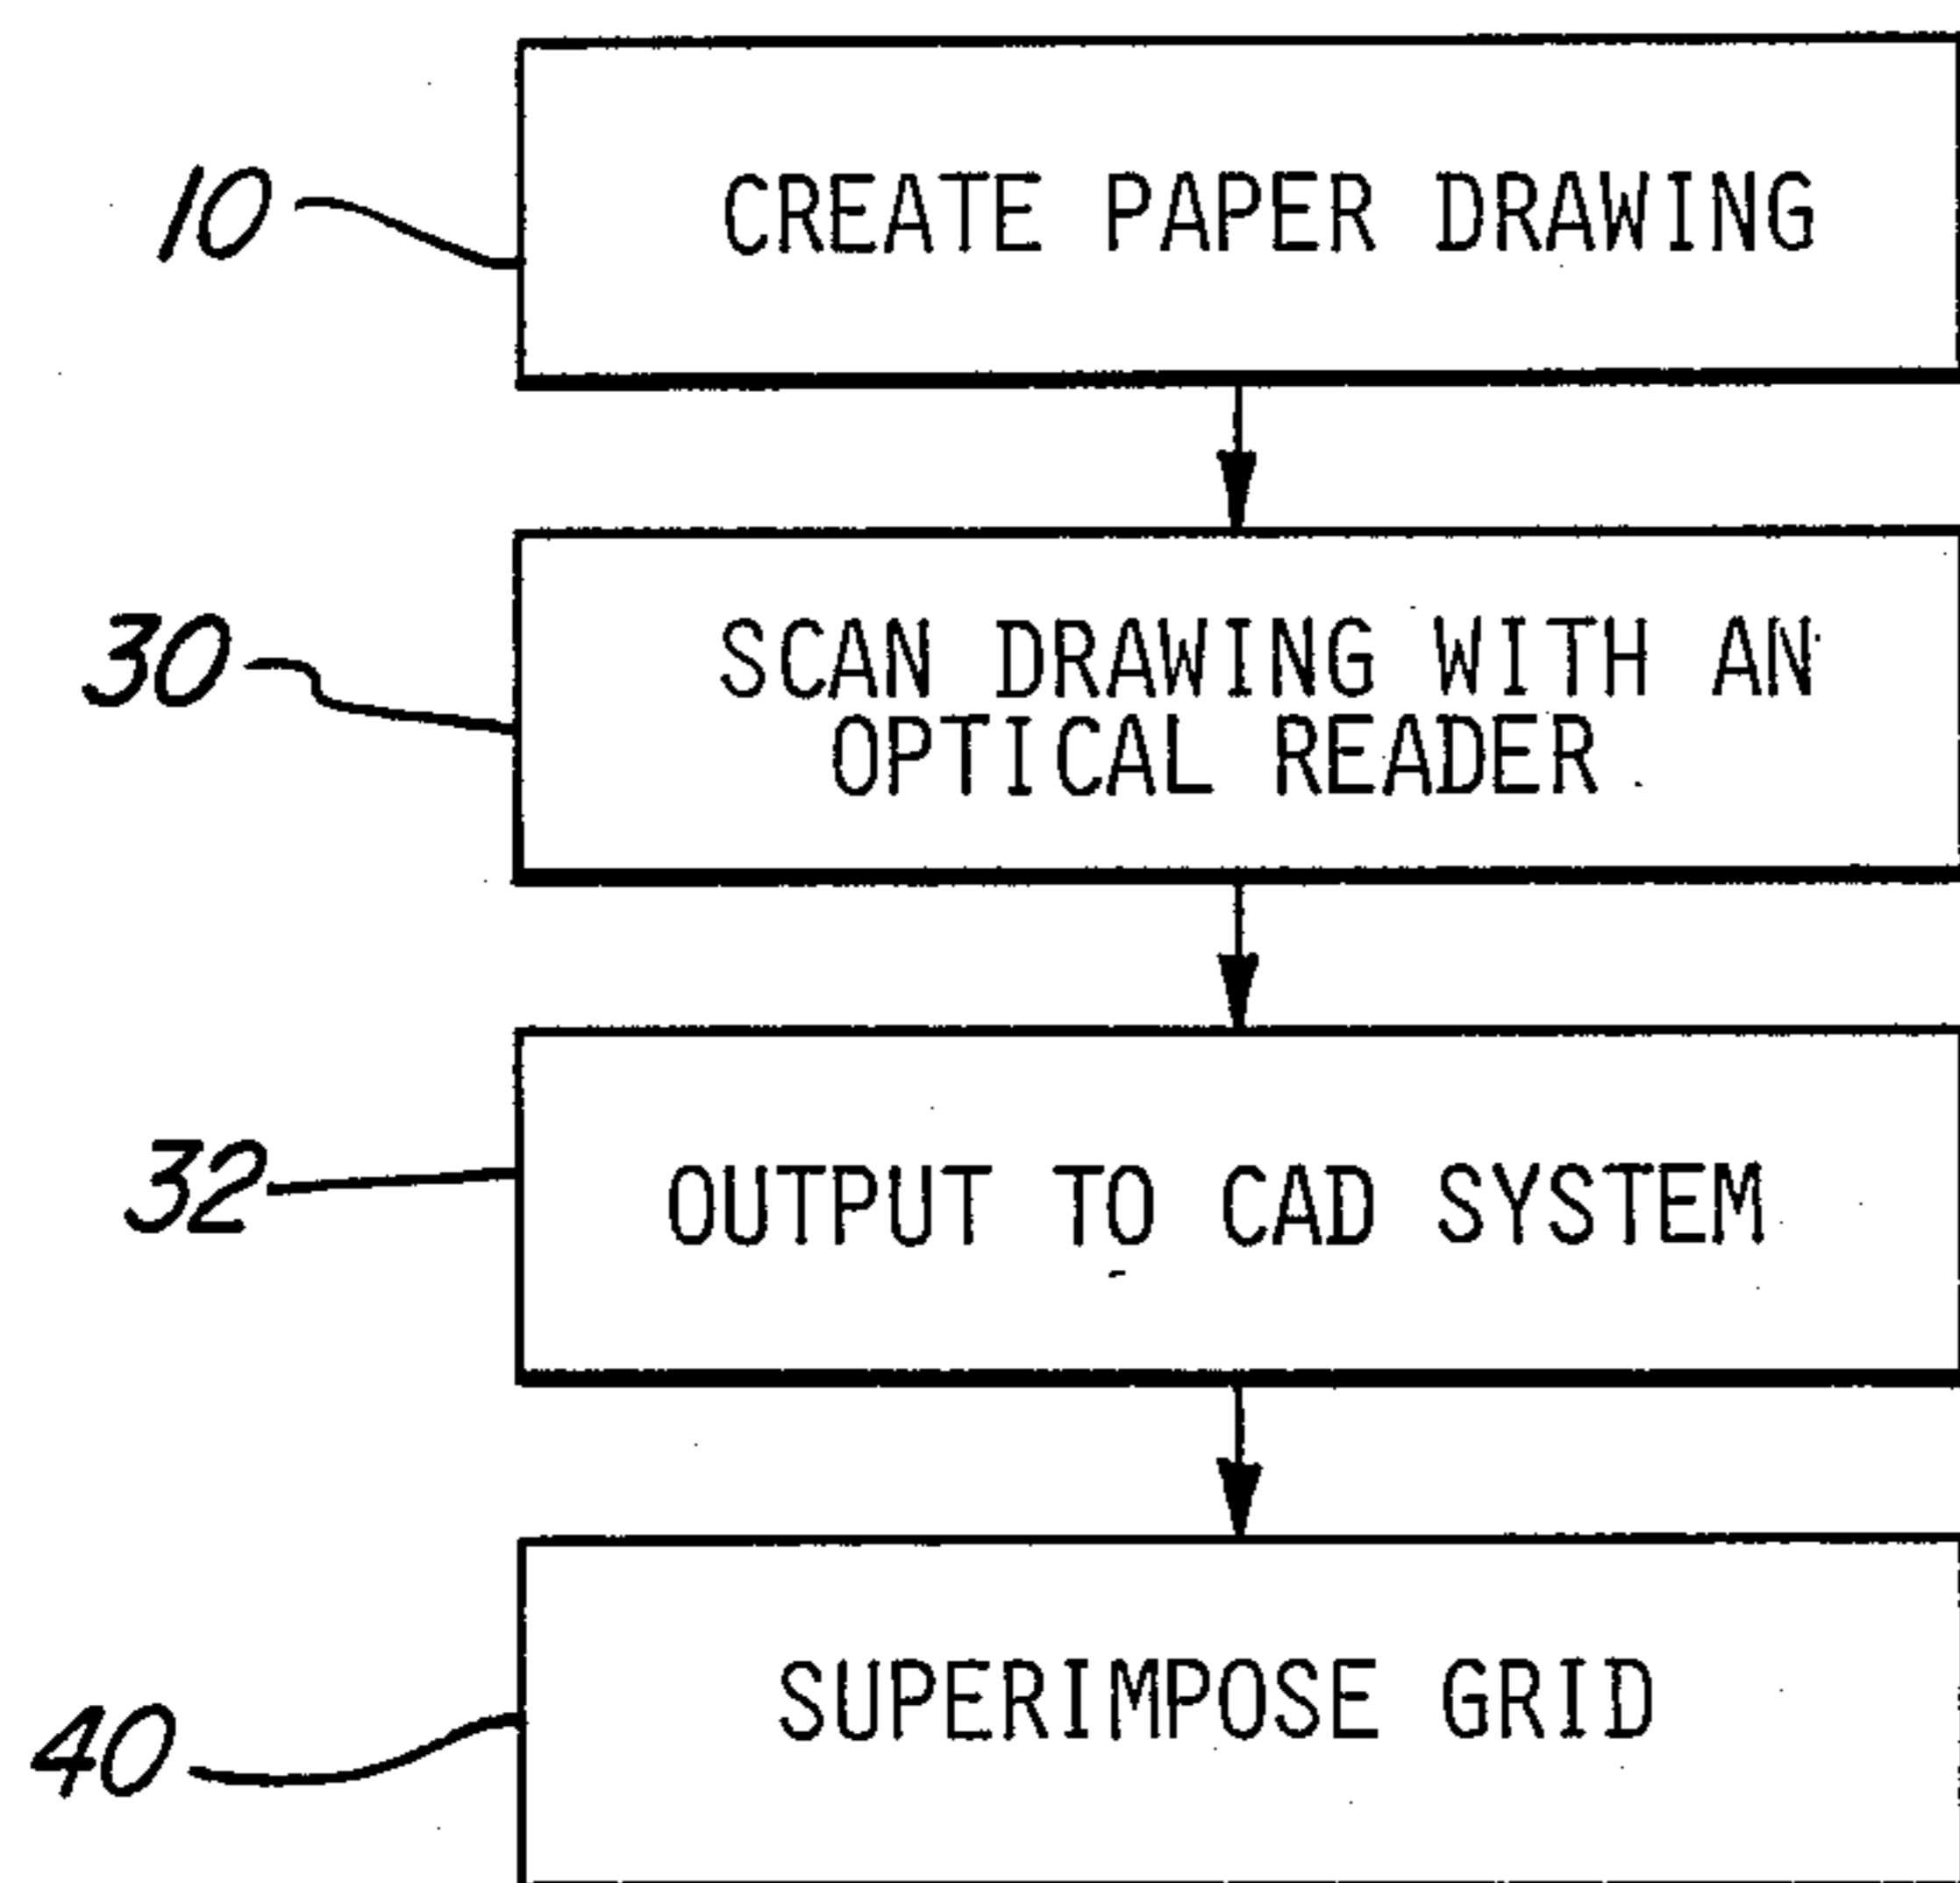 10
CREATE PAPER DRAWING
30
SCAN DRAWING WITH AN
OPTICAL READER
32
OUTPUT TO CAD SYSTEM
40
SUPERIMPOSE GRID